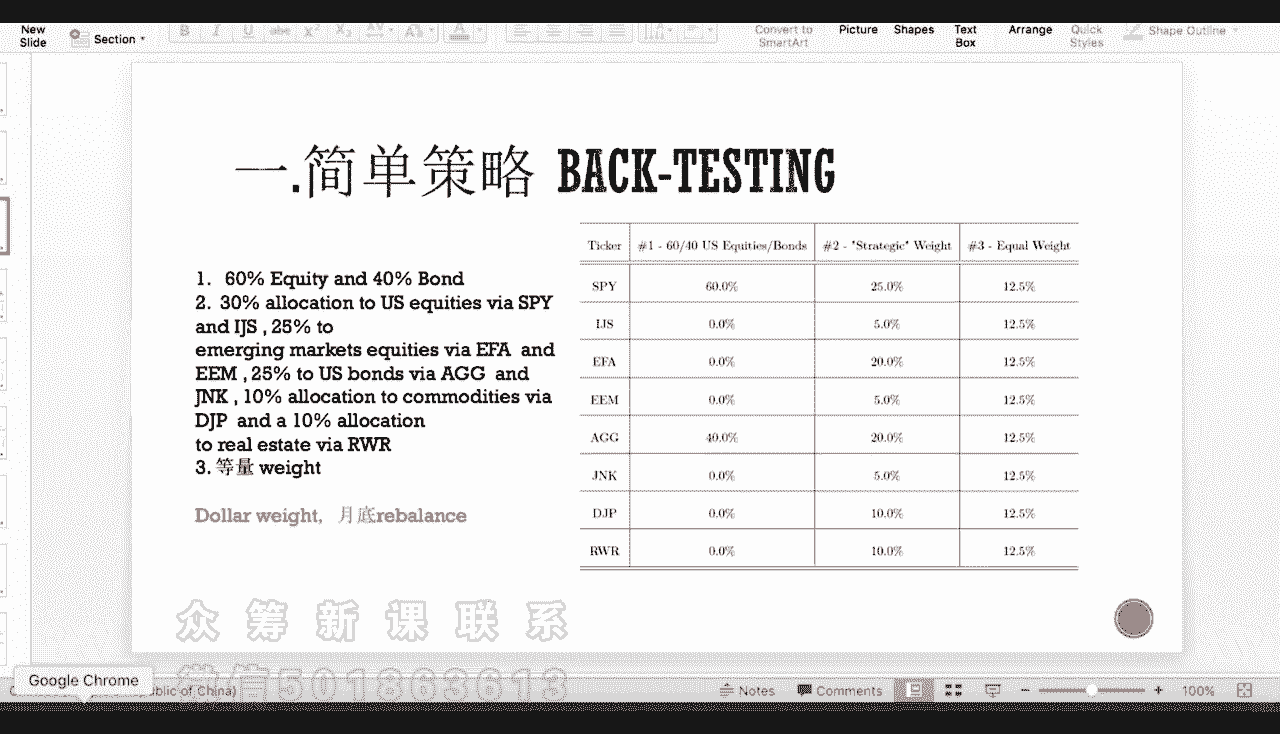 New
Slide
Section
B I U abe X² X₂ AV Aa A
Convert to
SmartArt
Picture
Shapes
Text
Box
Arrange
Quick
Styles
Shape Outline
一.简单策略 BACK-TESTING
1. 60% Equity and 40% Bond
2. 30% allocation to US equities via SPY
and IJS , 25% to
emerging markets equities via EFA and
EEM , 25% to US bonds via AGG and
JNK , 10% allocation to commodities via
DJP and a 10% allocation
to real estate via RWR
3. 等量 weight
Dollar weight, 月底rebalance
Ticker #1 - 60/40 US Equities/Bonds #2 - "Strategic" Weight #3 - Equal Weight
SPY 60.0% 25.0% 12.5%
IJS 0.0% 5.0% 12.5%
EFA 0.0% 20.0% 12.5%
EEM 0.0% 5.0% 12.5%
AGG 40.0% 20.0% 12.5%
JNK 0.0% 5.0% 12.5%
DJP 0.0% 10.0% 12.5%
RWR 0.0% 10.0% 12.5%
众筹新课联系
微信501863613
Google Chrome
blic of China)
Notes
Comments
100%